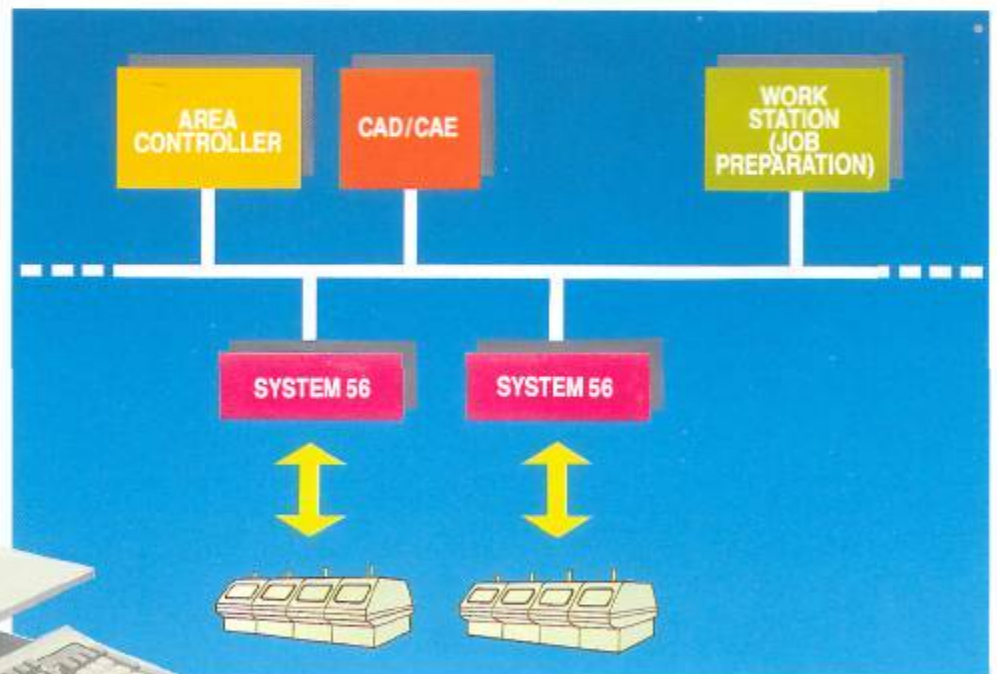 AREA
CONTROLLER
CAD/CAE
WORK
STATION
(JOB
PREPARATION)
SYSTEM 56
SYSTEM 56